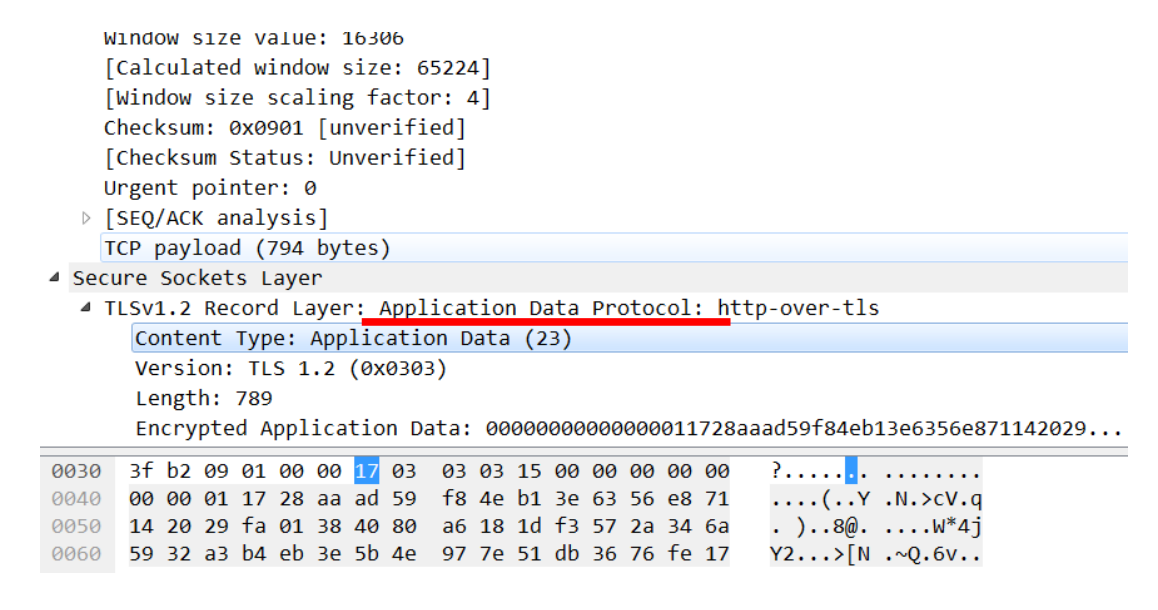 Window size value: 16306
[Calculated window size: 65224]
[Window size scaling factor: 4]
Checksum: 0x0901 [unverified]
[Checksum Status: Unverified]
Urgent pointer: 0
[SEQ/ACK analysis]
TCP payload (794 bytes)
Secure Sockets Layer
TLSv1.2 Record Layer: Application Data Protocol: http-over-tls
Content Type: Application Data (23)
Version: TLS 1.2 (0x0303)
Length: 789
Encrypted Application Data: 00000000000000011728aaad59f84eb13e6356e871142029...
0030 3f b2 09 01 00 00 17 03 03 03 15 00 00 00 00 00 ?....... ........
0040 00 00 01 17 28 aa ad 59 f8 4e b1 3e 63 56 e8 71 ....(..Y .N.>cV.q
0050 14 20 29 fa 01 38 40 80 a6 18 1d f3 57 2a 34 6a . )..8@. ....W*4j
0060 59 32 a3 b4 eb 3e 5b 4e 97 7e 51 db 36 76 fe 17 Y2...>[N .~Q.6v..